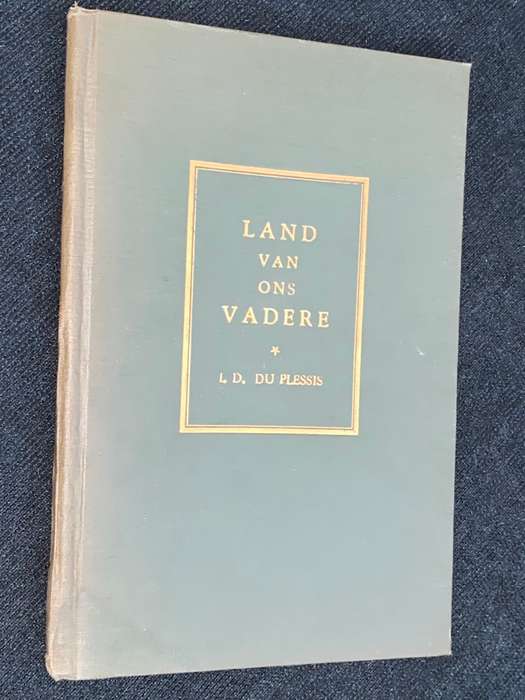 LAND
VAN
ONS
VADERE
*
I. D. DU PLESSIS